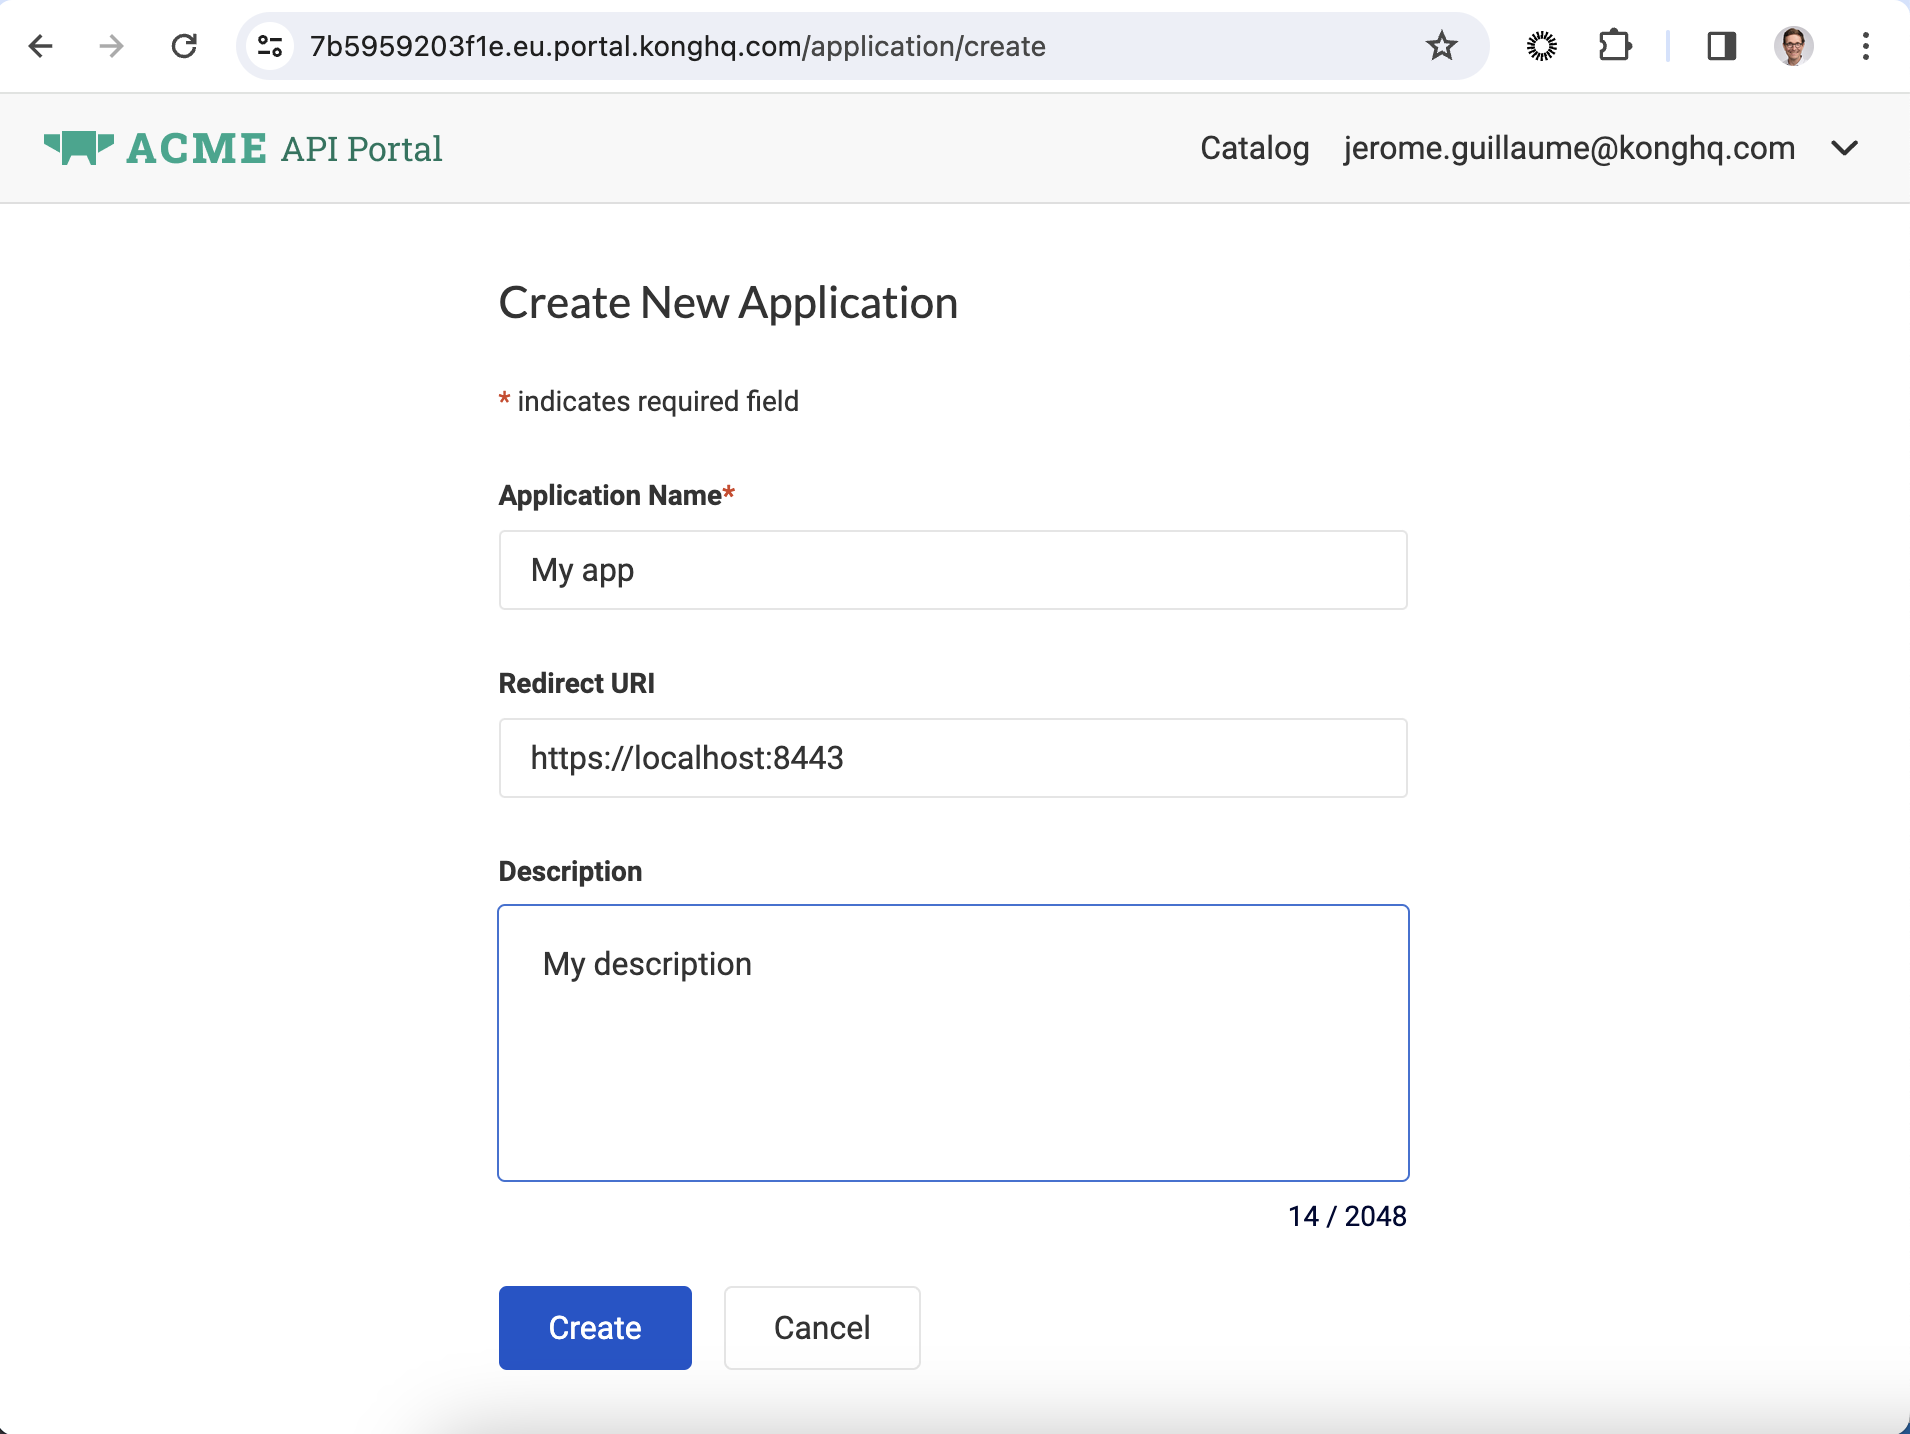 7b5959203f1e.eu.portal.konghq.com/application/create
ACME API Portal
Catalog jerome.guillaume@konghq.com
Create New Application
* indicates required field
Application Name*
My app
Redirect URI
https://localhost:8443
Description
My description
14 / 2048
Create Cancel